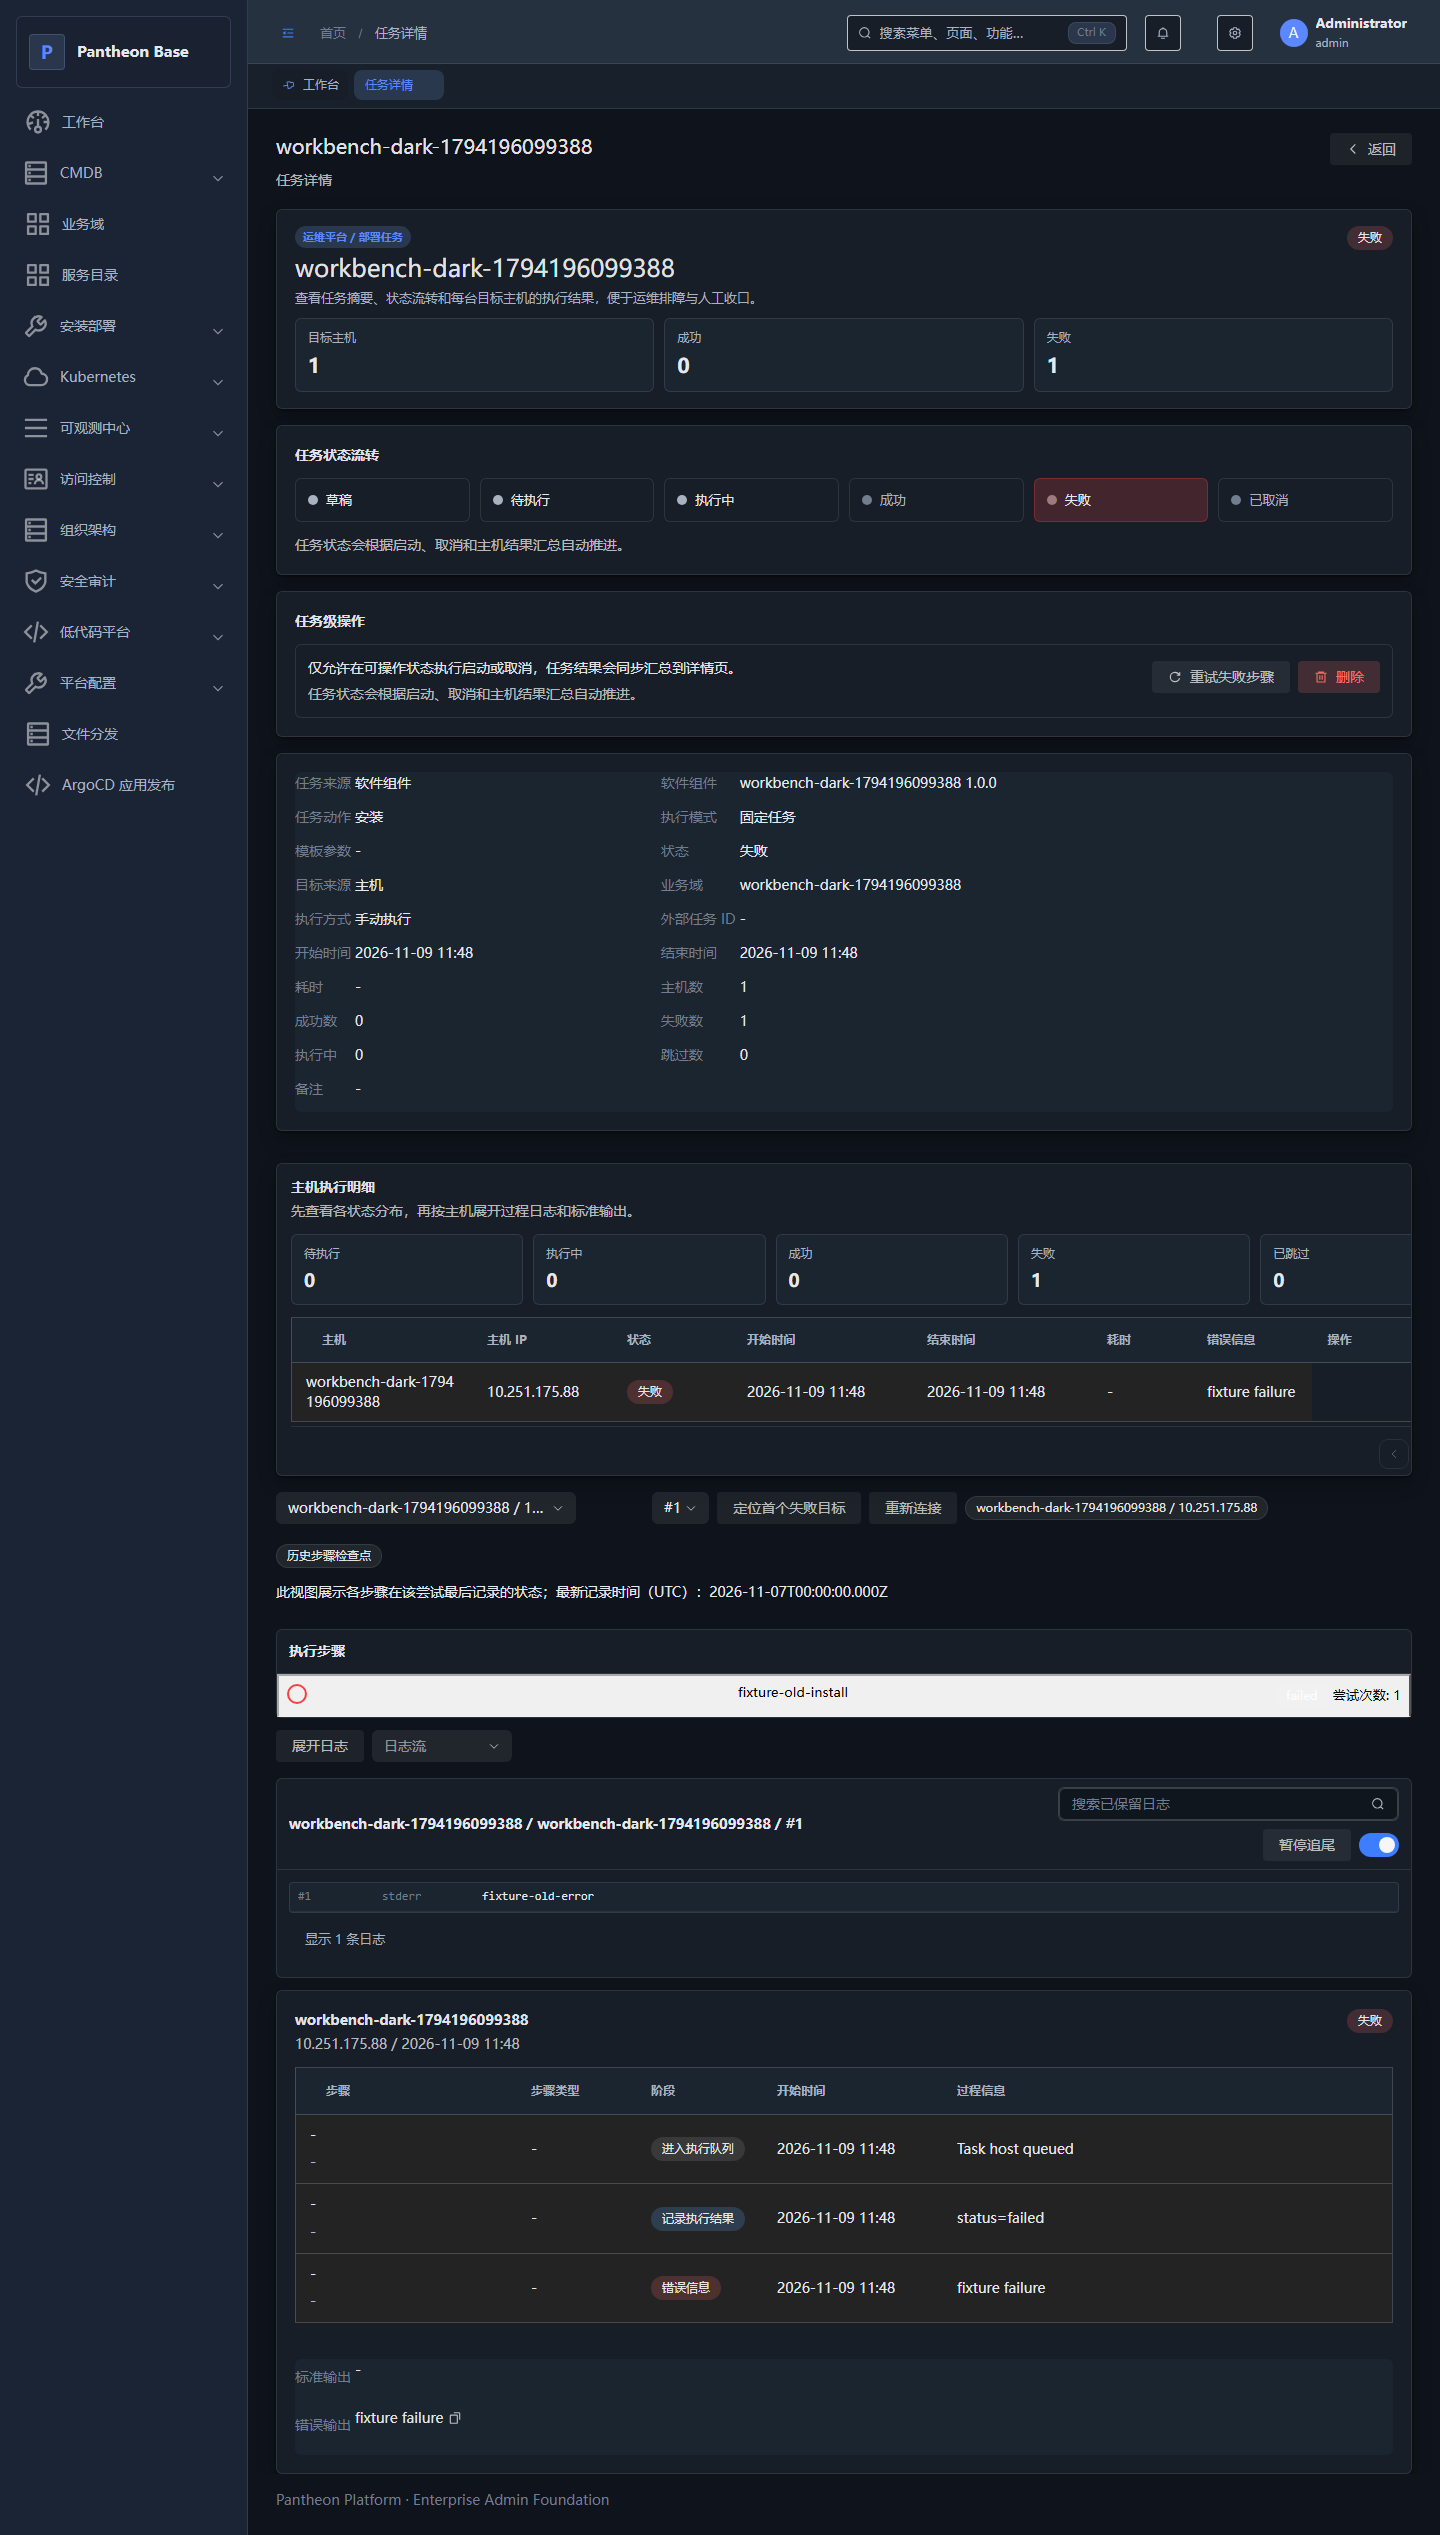 P Pantheon Base
工作台
CMDB
业务域
服务目录
安装部署
Kubernetes
可观测中心
访问控制
组织架构
安全审计
低代码平台
平台配置
文件分发
ArgoCD 应用发布
首页 / 任务详情
搜索菜单、页面、功能... Ctrl K
A Administrator
admin
工作台 任务详情
workbench-dark-1794196099388
任务详情
返回
运维平台 / 部署任务
失败
workbench-dark-1794196099388
查看任务摘要、状态流转和每台目标主机的执行结果，便于运维排障与人工收口。
目标主机 成功 失败
1 0 1
任务状态流转
草稿 待执行 执行中 成功 失败 已取消
任务状态会根据启动、取消和主机结果汇总自动推进。
任务级操作
仅允许在可操作状态执行启动或取消，任务结果会同步汇总到详情页。
任务状态会根据启动、取消和主机结果汇总自动推进。
重试失败步骤 删除
任务来源 软件组件 软件组件 workbench-dark-1794196099388 1.0.0
任务动作 安装 执行模式 固定任务
模板参数 - 状态 失败
目标来源 主机 业务域 workbench-dark-1794196099388
执行方式 手动执行 外部任务 ID -
开始时间 2026-11-09 11:48 结束时间 2026-11-09 11:48
耗时 - 主机数 1
成功数 0 失败数 1
执行中 0 跳过数 0
备注 -
主机执行明细
先查看各状态分布，再按主机展开过程日志和标准输出。
待执行 执行中 成功 失败 已跳过
0 0 0 1 0
主机 主机 IP 状态 开始时间 结束时间 耗时 错误信息 操作
workbench-dark-1794
196099388 10.251.175.88 失败 2026-11-09 11:48 2026-11-09 11:48 - fixture failure
workbench-dark-1794196099388 / 1... #1 定位首个失败目标 重新连接 workbench-dark-1794196099388 / 10.251.175.88
历史步骤检查点
此视图展示各步骤在该尝试最后记录的状态；最新记录时间（UTC）：2026-11-07T00:00:00.000Z
执行步骤
fixture-old-install failed 尝试次数: 1
展开日志 日志流
搜索已保留日志
workbench-dark-1794196099388 / workbench-dark-1794196099388 / #1
暂停追尾
#1 stderr fixture-old-error
显示 1 条日志
workbench-dark-1794196099388
失败
10.251.175.88 / 2026-11-09 11:48
步骤 步骤类型 阶段 开始时间 过程信息
-
- 进入执行队列 2026-11-09 11:48 Task host queued
-
-
- 记录执行结果 2026-11-09 11:48 status=failed
-
-
- 错误信息 2026-11-09 11:48 fixture failure
-
标准输出 -
错误输出 fixture failure
Pantheon Platform · Enterprise Admin Foundation